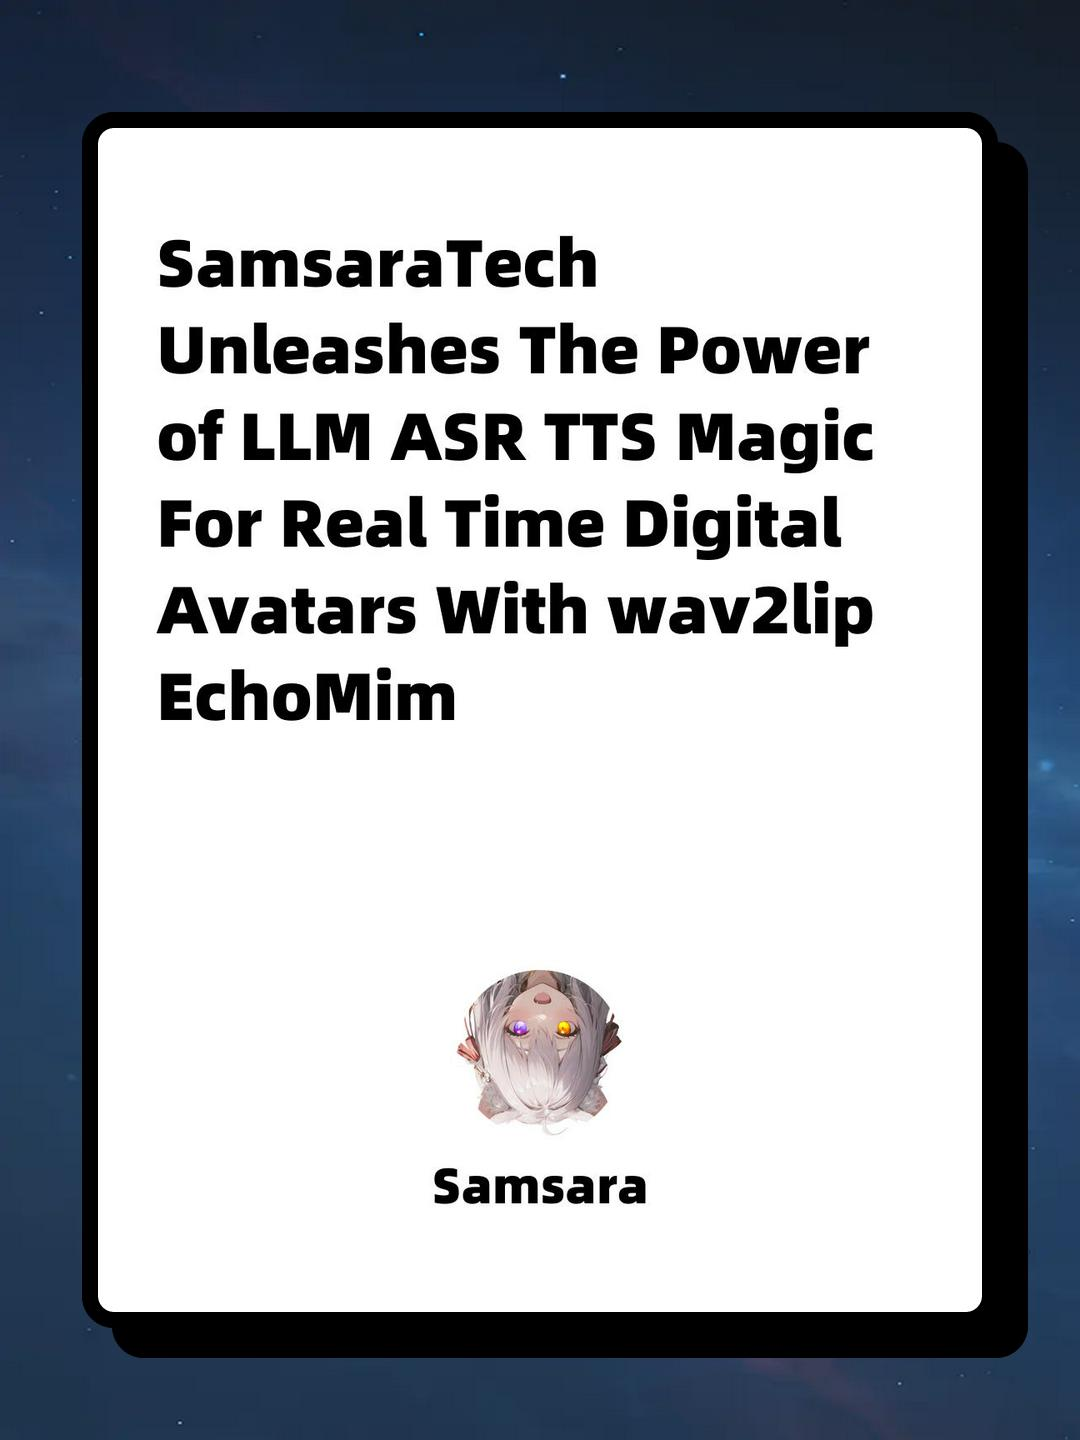 SamsaraTech
Unleashes The Power
of LLM ASR TTS Magic
For Real Time Digital
Avatars With wav2lip
EchoMim
Samsara